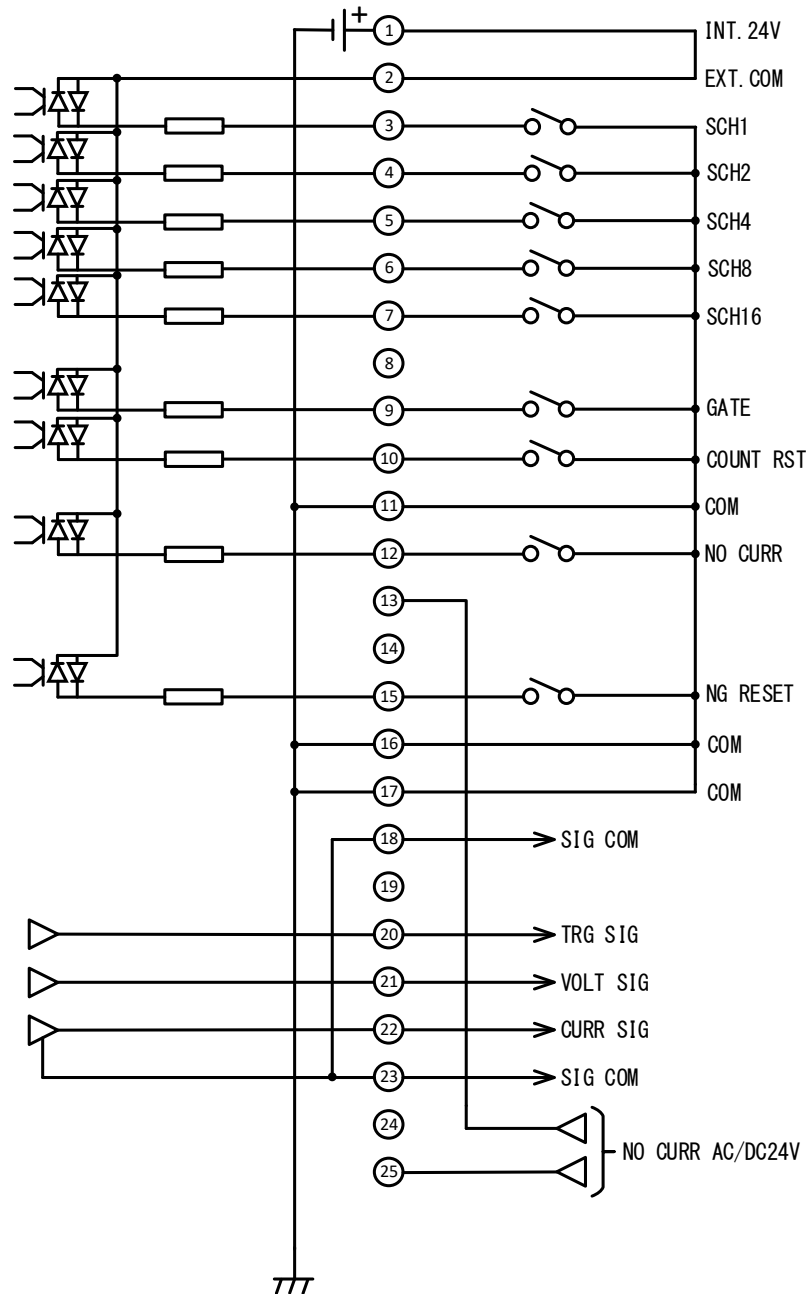 +
1 INT.24V
2 EXT.COM
3 SCH1
4 SCH2
5 SCH4
6 SCH8
7 SCH16
8
9 GATE
10 COUNT RST
11 COM
12 NO CURR
13
14
15 NG RESET
16 COM
17 COM
18 SIG COM
19
20 TRG SIG
21 VOLT SIG
22 CURR SIG
23 SIG COM
24
NO CURR AC/DC24V
25